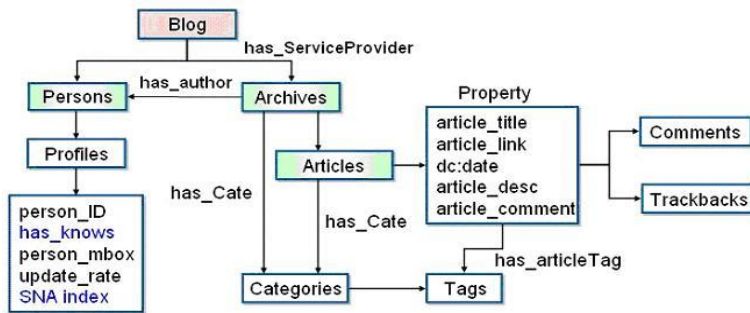 Blog
has_ServiceProvider
has_author
Persons
Archives
Property
Profiles
Articles
article_title
article_link
dc:date
article_desc
article_comment
Comments
Trackbacks
has_Cate
has_Cate
person_ID
has_knows
person_mbox
update_rate
SNA index
has_articleTag
Categories
Tags